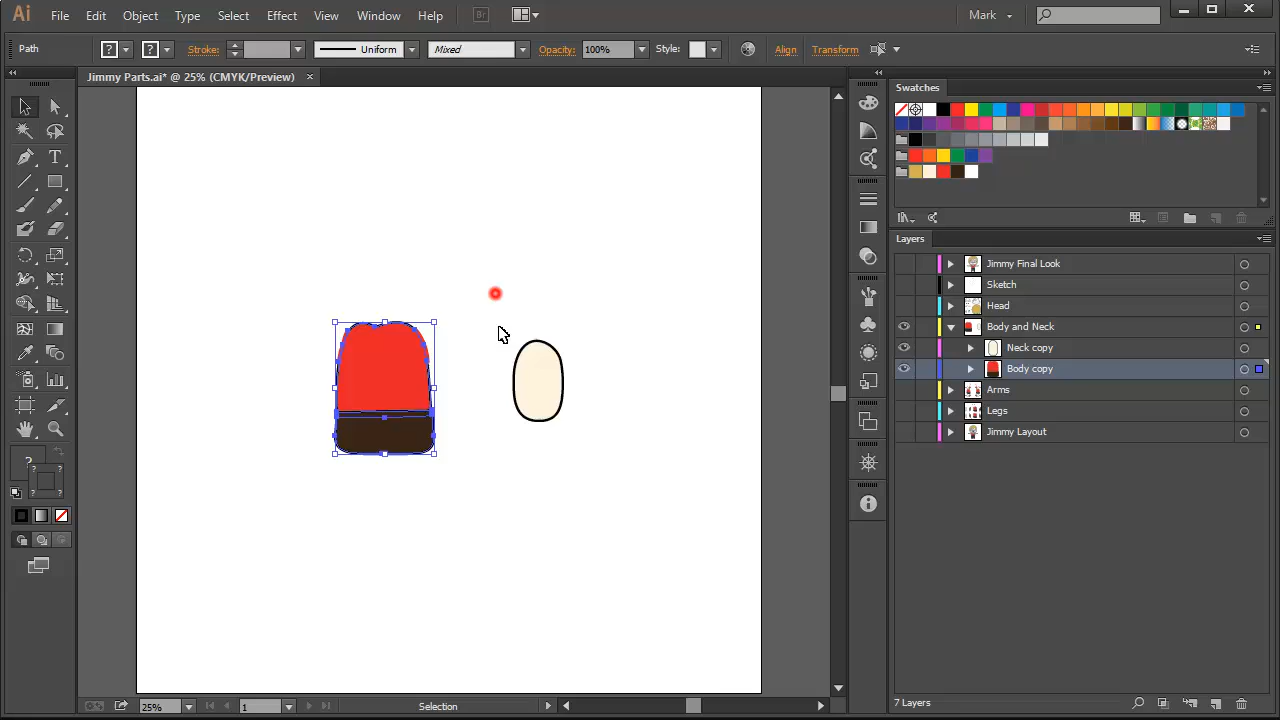 Ai File Edit Object Type Select Effect View Window Help Br Mark
Path ? ? Stroke: Uniform Mixed Opacity: 100% Style: Align Transform
Jimmy Parts.ai* @ 25% (CMYK/Preview)
Swatches
Layers
Jimmy Final Look
Sketch
Head
Body and Neck
Neck copy
Body copy
Arms
Legs
Jimmy Layout
T
?
? ?
? ?
25% 1 Selection 7 Layers